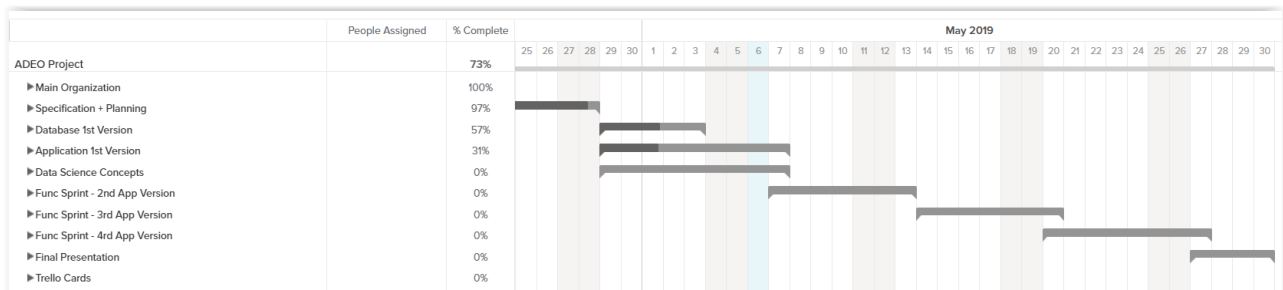 People Assigned % Complete May 2019
25 26 27 28 29 30 1 2 3 4 5 6 7 8 9 10 11 12 13 14 15 16 17 18 19 20 21 22 23 24 25 26 27 28 29 30
ADEO Project 73%
Main Organization 100%
Specification + Planning 97%
Database 1st Version 57%
Application 1st Version 31%
Data Science Concepts 0%
Func Sprint - 2nd App Version 0%
Func Sprint - 3rd App Version 0%
Func Sprint - 4rd App Version 0%
Final Presentation 0%
Trello Cards 0%